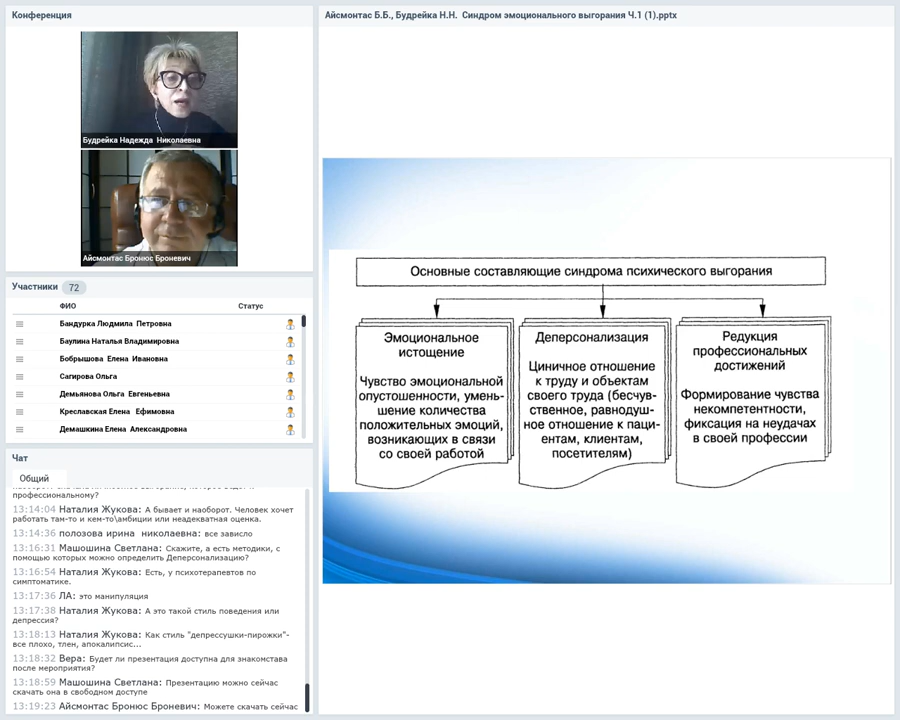 Конференция
Будрейка Надежда Николаевна
Айсмонтас Бронюс Броневич
Участники 72
ФИО Статус
Бандурка Людмила Петровна
Баулина Наталья Владимировна
Бобрышова Елена Ивановна
Сагирова Ольга
Демьянова Ольга Евгеньевна
Креславская Елена Ефимовна
Демашкина Елена Александровна
Чат
Общий
профессиональному?
13:14:04 Наталия Жукова: А бывает и наоборот. Человек хочет
работать там-то и кем-то\амбиции или неадекватная оценка.
13:14:36 полозова ирина николаевна: все зависло
13:16:31 Машошина Светлана: Скажите, а есть методики, с
помощью которых можно определить Деперсонализацию?
13:16:54 Наталия Жукова: Есть, у психотерапевтов по
симптоматике.
13:17:36 ЛА: это манипуляция
13:17:38 Наталия Жукова: А это такой стиль поведения или
депрессия?
13:18:13 Наталия Жукова: Как стиль "депрессушки-пирожки"-
все плохо, тлен, апокалипсис...
13:18:32 Вера: Будет ли презентация доступна для знакомстава
после мероприятия?
13:18:59 Машошина Светлана: Презентацию можно сейчас
скачать она в свободном доступе
13:19:23 Айсмонтас Бронюс Броневич: Можете скачать сейчас
Айсмонтас Б.Б., Будрейка Н.Н. Синдром эмоционального выгорания Ч.1 (1).pptx
Основные составляющие синдрома психического выгорания
Эмоциональное
истощение
Чувство эмоциональной
опустошенности, умень-
шение количества
положительных эмоций,
возникающих в связи
со своей работой
Деперсонализация
Циничное отношение
к труду и объектам
своего труда (бесчув-
ственное, равнодуш-
ное отношение к паци-
ентам, клиентам,
посетителям)
Редукция
профессиональных
достижений
Формирование чувства
некомпетентности,
фиксация на неудачах
в своей профессии